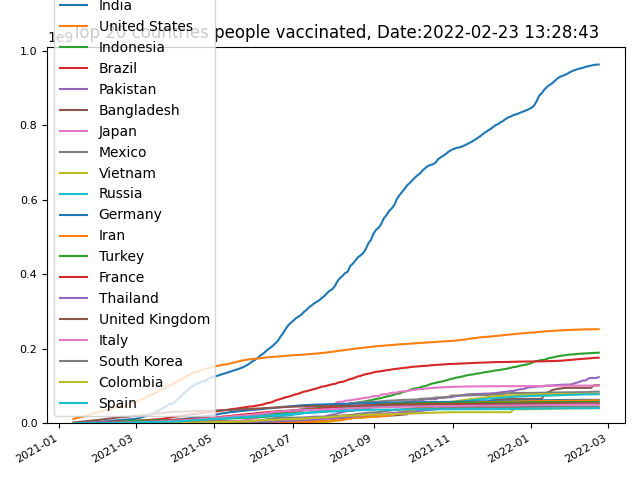 Top 20 countries people vaccinated, Date:2022-02-23 13:28:43
1e9
1.0
0.8
0.6
0.4
0.2
0.0
India
United States
Indonesia
Brazil
Pakistan
Bangladesh
Japan
Mexico
Vietnam
Russia
Germany
Iran
Turkey
France
Thailand
United Kingdom
Italy
South Korea
Colombia
Spain
2021-01
2021-03
2021-05
2021-07
2021-09
2021-11
2022-01
2022-03